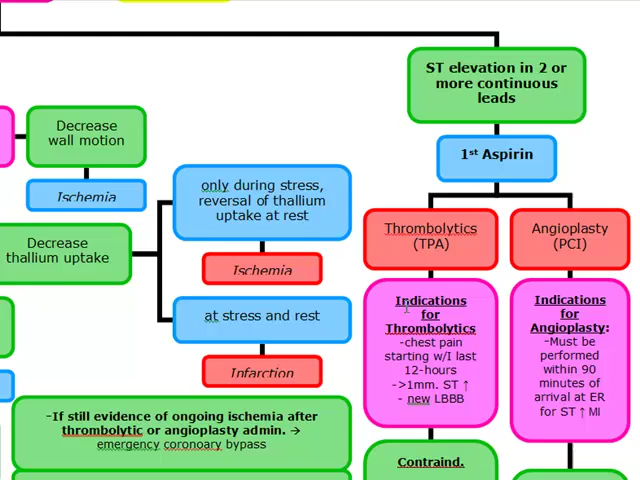 ST elevation in 2 or
more continuous
leads
1st Aspirin
Decrease
wall motion
Ischemia
Decrease
thallium uptake
only during stress,
reversal of thallium
uptake at rest
Ischemia
at stress and rest
Infarction
Thrombolytics
(TPA)
Angioplasty
(PCI)
Indications
for
Thrombolytics
-chest pain
starting w/I last
12-hours
->1mm. ST ↑
- new LBBB
Indications
for
Angioplasty:
-Must be
performed
within 90
minutes of
arrival at ER
for ST ↑ MI
-If still evidence of ongoing ischemia after
thrombolytic or angioplasty admin. →
emergency coronoary bypass
Contraind.